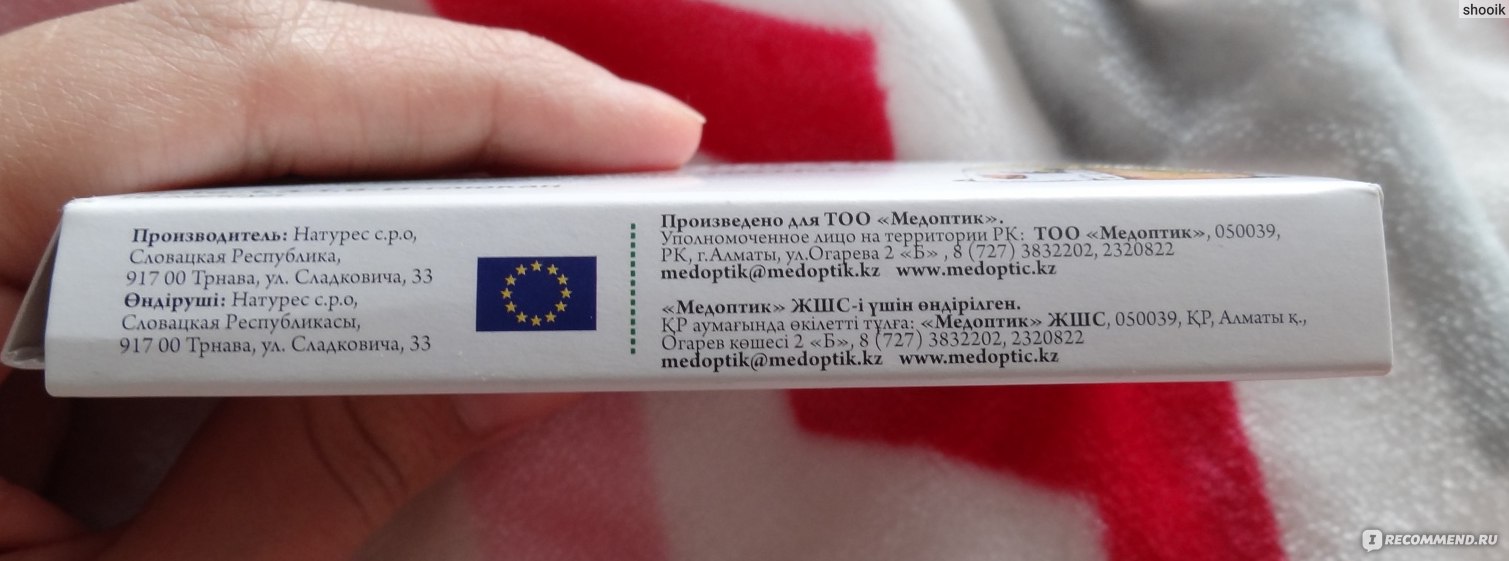 shooik
Производитель: Натурес с.р.о,
Словацкая Республика,
917 00 Трнава, ул. Сладковича, 33
Өндіруші: Натурес с.р.о,
Словацкая Республикасы,
917 00 Трнава, ул. Сладковича, 33
Произведено для ТОО «Медоптик».
Уполномоченное лицо на территории РК: ТОО «Медоптик», 050039,
РК, г.Алматы, ул.Огарева 2 «Б» , 8 (727) 3832202, 2320822
medoptik@medoptik.kz www.medoptic.kz
«Медоптик» ЖШС-і үшін өндірілген.
ҚР аумағында өкілетті тұлға: «Медоптик» ЖШС, 050039, ҚР, Алматы қ.,
Огарев көшесі 2 «Б», 8 (727) 3832202, 2320822
medoptik@medoptik.kz www.medoptic.kz
IRECOMMEND.RU